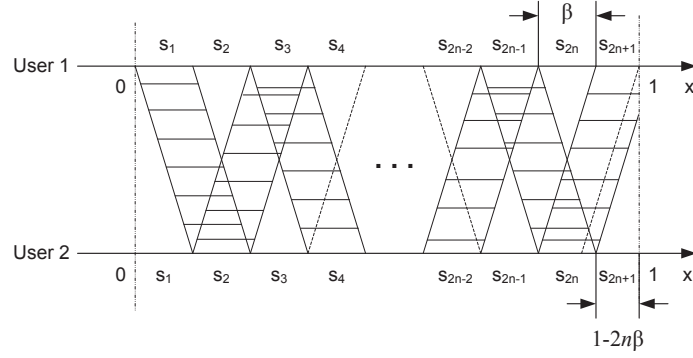 β
s₁ s₂ s₃ s₄ s₂ₙ₋₂ s₂ₙ₋₁ s₂ₙ s₂ₙ₊₁
User 1
0 1 x
. . .
User 2
0 s₁ s₂ s₃ s₄ s₂ₙ₋₂ s₂ₙ₋₁ s₂ₙ s₂ₙ₊₁ 1 x
1-2nβ